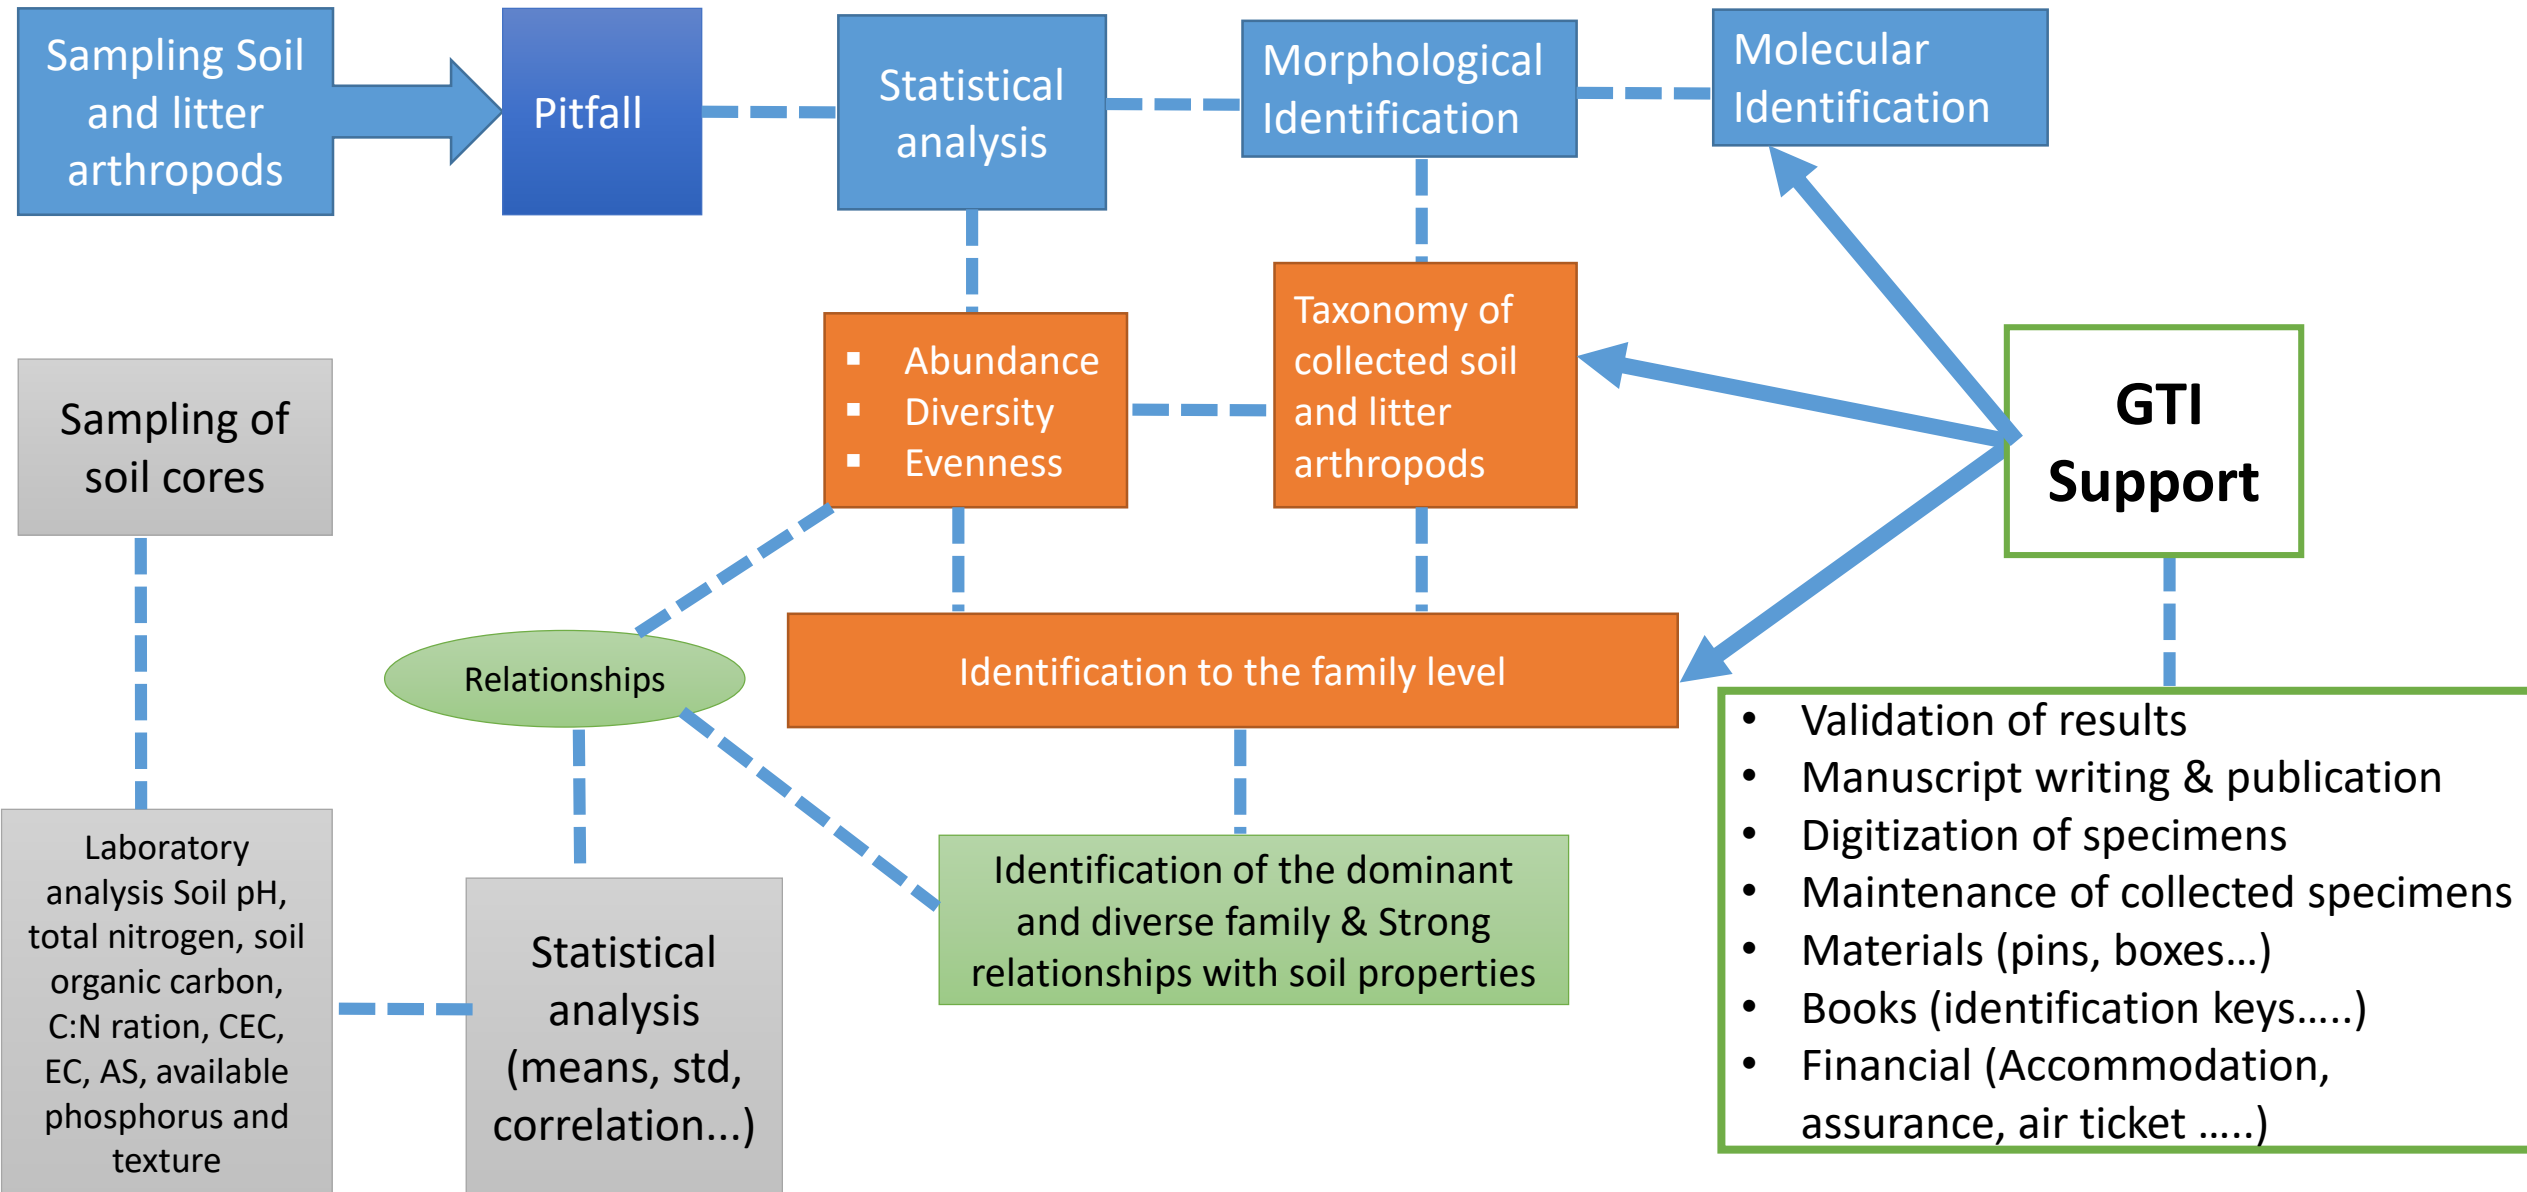 Sampling Soil
and litter
arthropods
Pitfall
Statistical
analysis
Morphological
Identification
Molecular
Identification
▪ Abundance
▪ Diversity
▪ Evenness
Taxonomy of
collected soil
and litter
arthropods
GTI
Support
Sampling of
soil cores
Relationships
Identification to the family level
Laboratory
analysis Soil pH,
total nitrogen, soil
organic carbon,
C:N ration, CEC,
EC, AS, available
phosphorus and
texture
Statistical
analysis
(means, std,
correlation...)
Identification of the dominant
and diverse family & Strong
relationships with soil properties
• Validation of results
• Manuscript writing & publication
• Digitization of specimens
• Maintenance of collected specimens
• Materials (pins, boxes…)
• Books (identification keys…..)
• Financial (Accommodation,
assurance, air ticket …..)